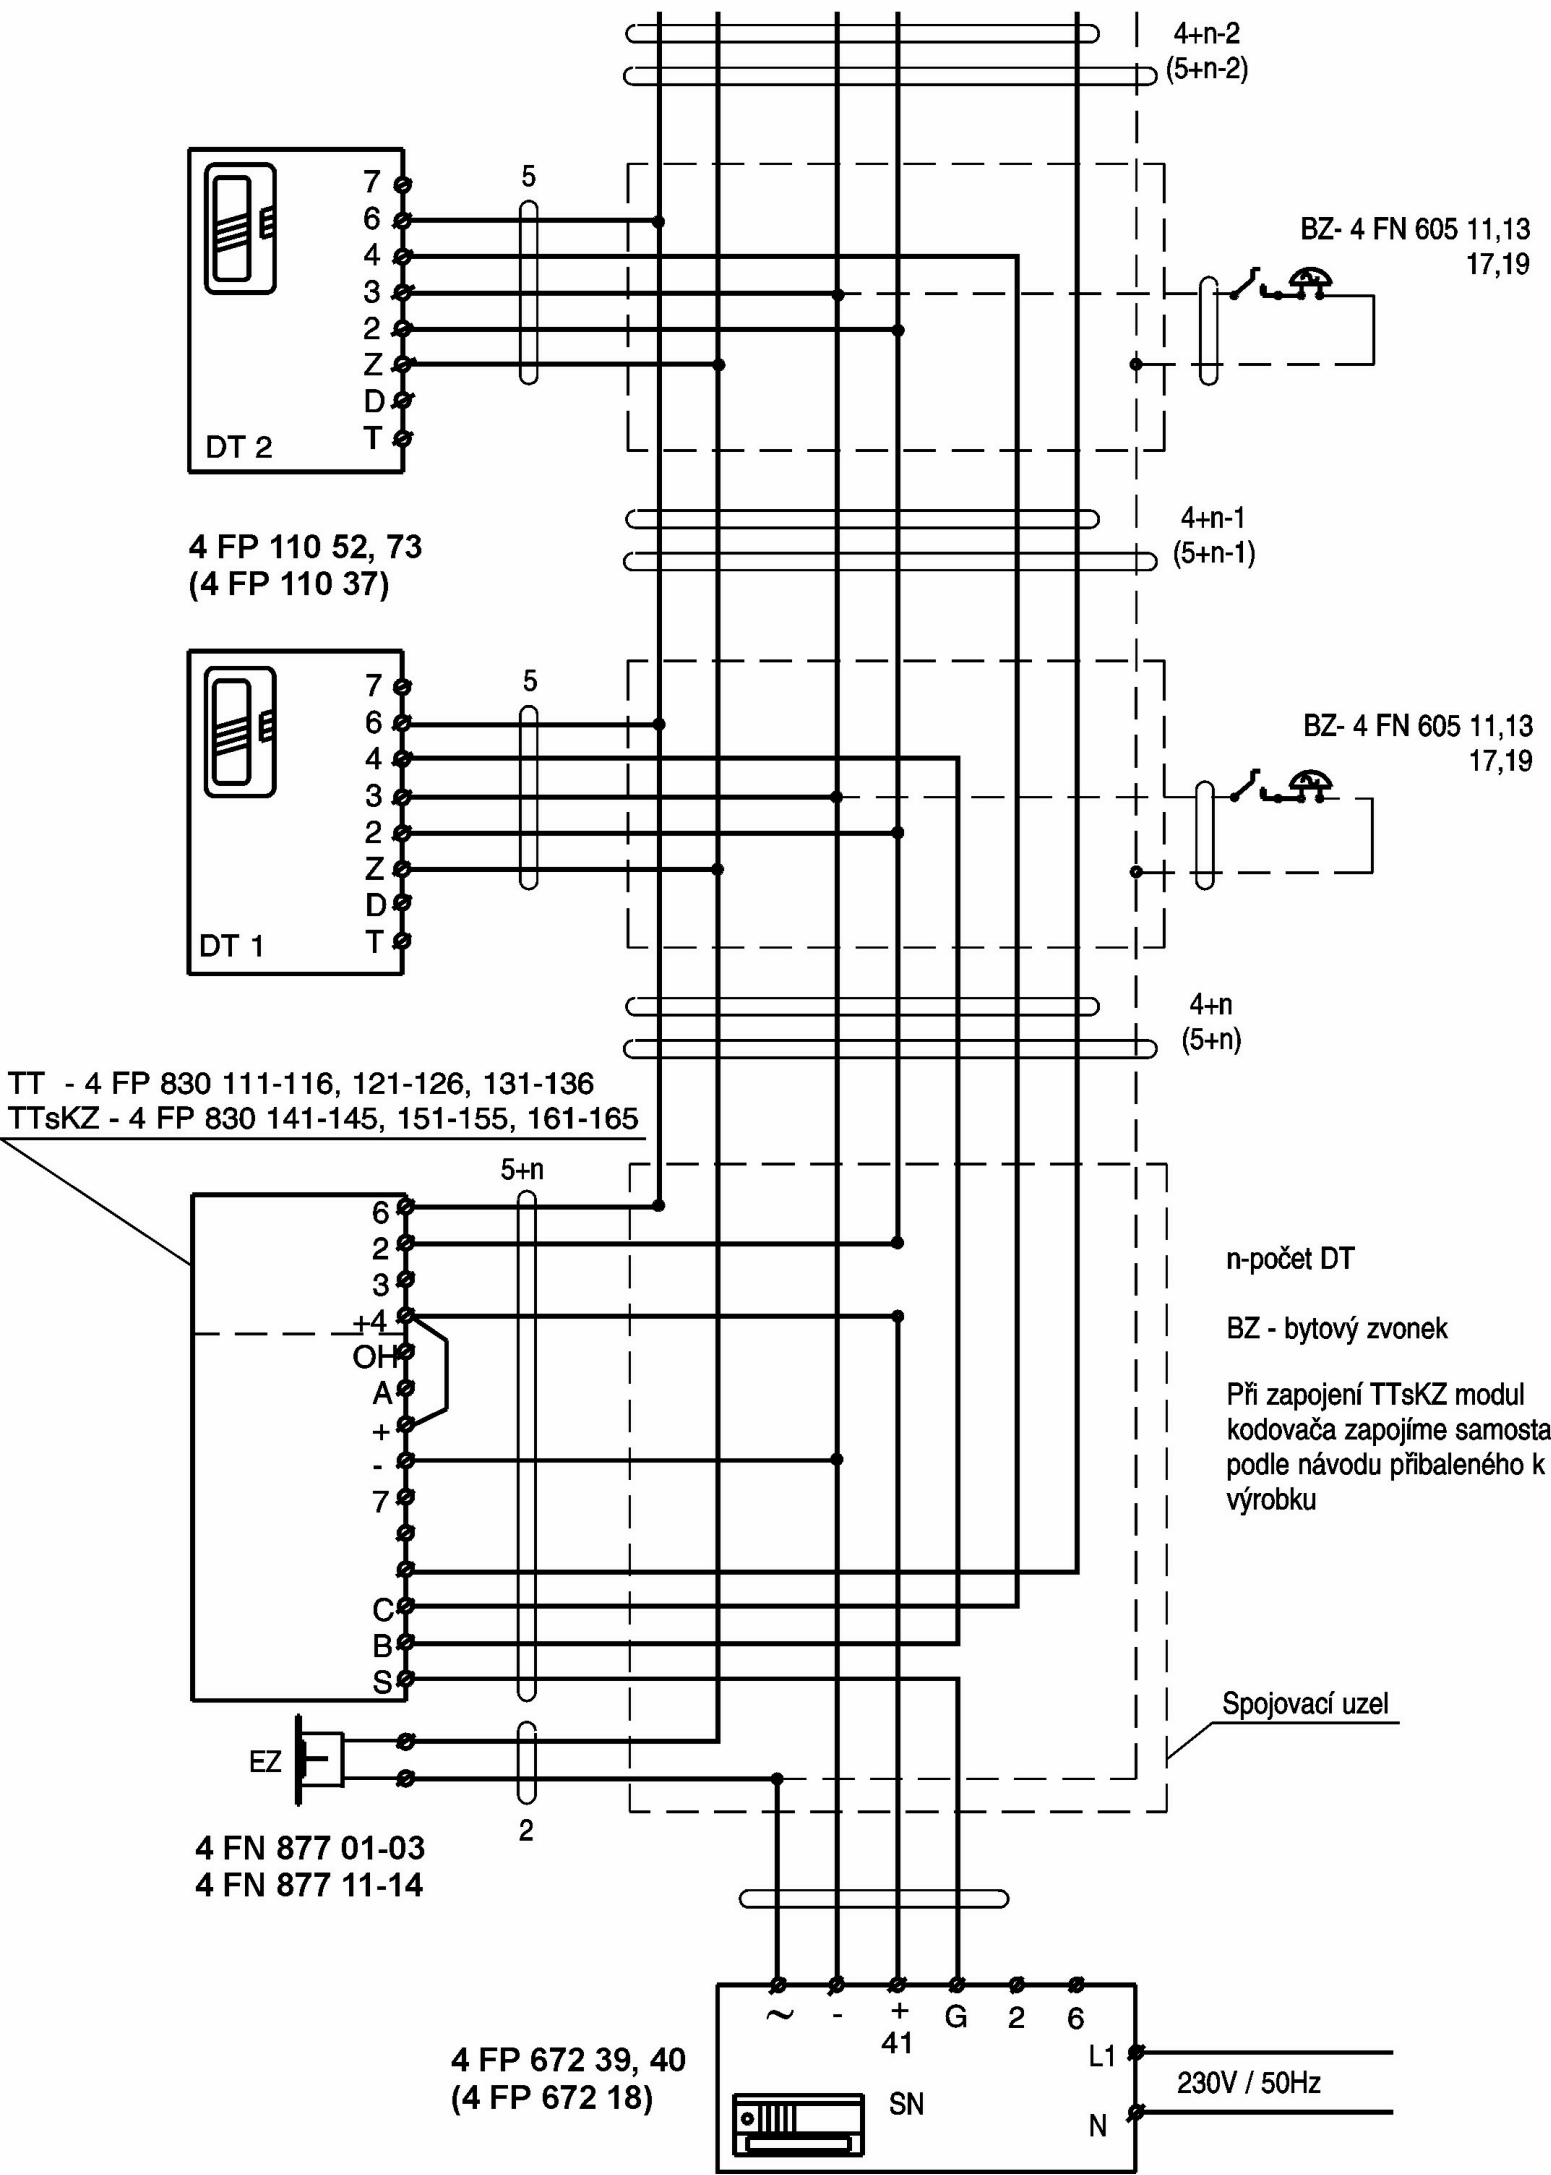 4+n-2
(5+n-2)
7
6
4
3
2
Z
D
T
DT 2
5
BZ- 4 FN 605 11,13
17,19
4 FP 110 52, 73
(4 FP 110 37)
4+n-1
(5+n-1)
7
6
4
3
2
Z
D
T
DT 1
5
BZ- 4 FN 605 11,13
17,19
4+n
(5+n)
TT - 4 FP 830 111-116, 121-126, 131-136
TTsKZ - 4 FP 830 141-145, 151-155, 161-165
5+n
6
2
3
+4
OH
A
+
-
7
C
B
S
n-počet DT
BZ - bytový zvonek
Při zapojení TTsKZ modul
kodovača zapojíme samosta
podle návodu přibaleného k
výrobku
Spojovací uzel
EZ
2
4 FN 877 01-03
4 FN 877 11-14
~ - + G 2 6
41
L1
230V / 50Hz
N
SN
4 FP 672 39, 40
(4 FP 672 18)